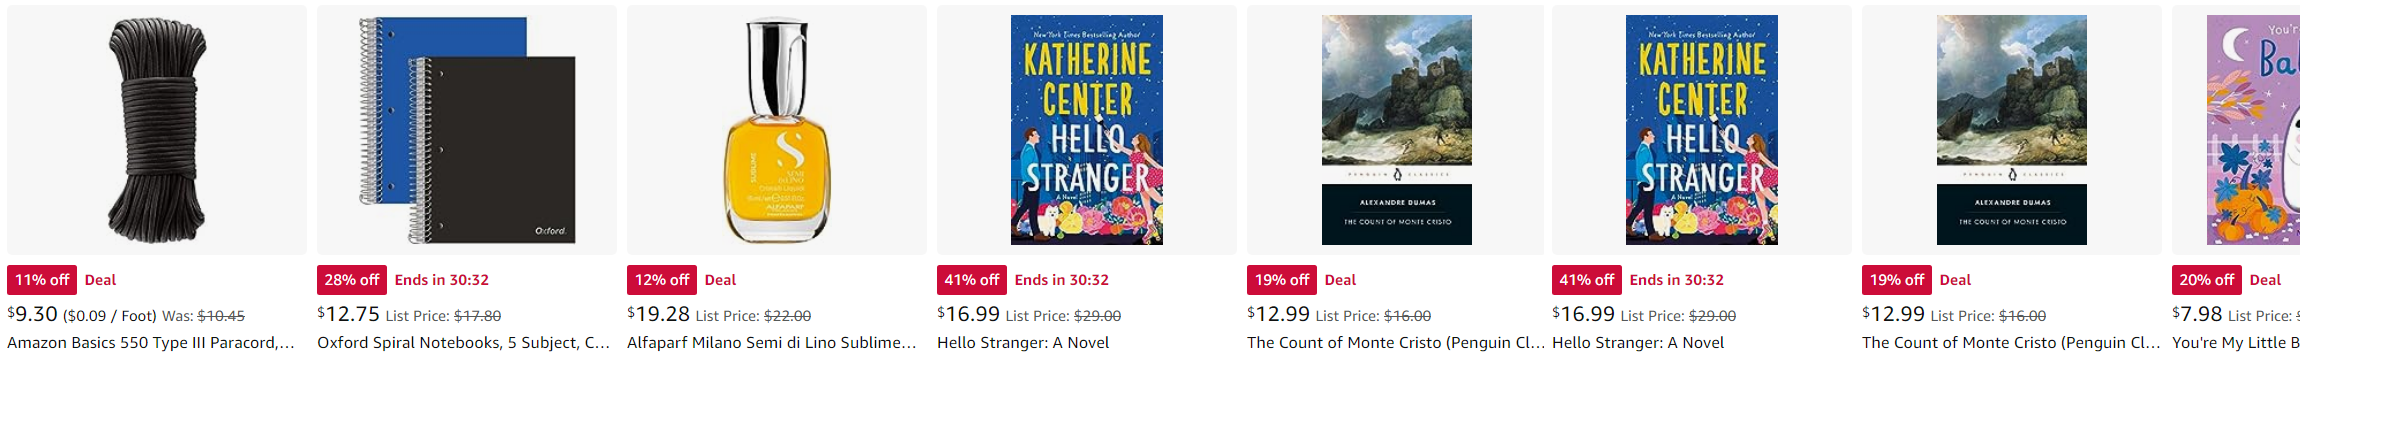 SUBLIME
SEMI
DI LINO
Cristalli Liquidi
ALFAPARF
Oxford.
New York Times Bestselling Author
KATHERINE
CENTER
HELLO
STRANGER
A Novel
PENGUIN CLASSICS
ALEXANDRE DUMAS
THE COUNT OF MONTE CRISTO
New York Times Bestselling Author
KATHERINE
CENTER
HELLO
STRANGER
A Novel
PENGUIN CLASSICS
ALEXANDRE DUMAS
THE COUNT OF MONTE CRISTO
You'r
Ba
11% off Deal
$9.30 ($0.09 / Foot) Was: $10.45
Amazon Basics 550 Type III Paracord,...
28% off Ends in 30:32
$12.75 List Price: $17.80
Oxford Spiral Notebooks, 5 Subject, C...
12% off Deal
$19.28 List Price: $22.00
Alfaparf Milano Semi di Lino Sublime...
41% off Ends in 30:32
$16.99 List Price: $29.00
Hello Stranger: A Novel
19% off Deal
$12.99 List Price: $16.00
The Count of Monte Cristo (Penguin Cl...
41% off Ends in 30:32
$16.99 List Price: $29.00
Hello Stranger: A Novel
19% off Deal
$12.99 List Price: $16.00
The Count of Monte Cristo (Penguin Cl...
20% off Deal
$7.98 List Price:
You're My Little B